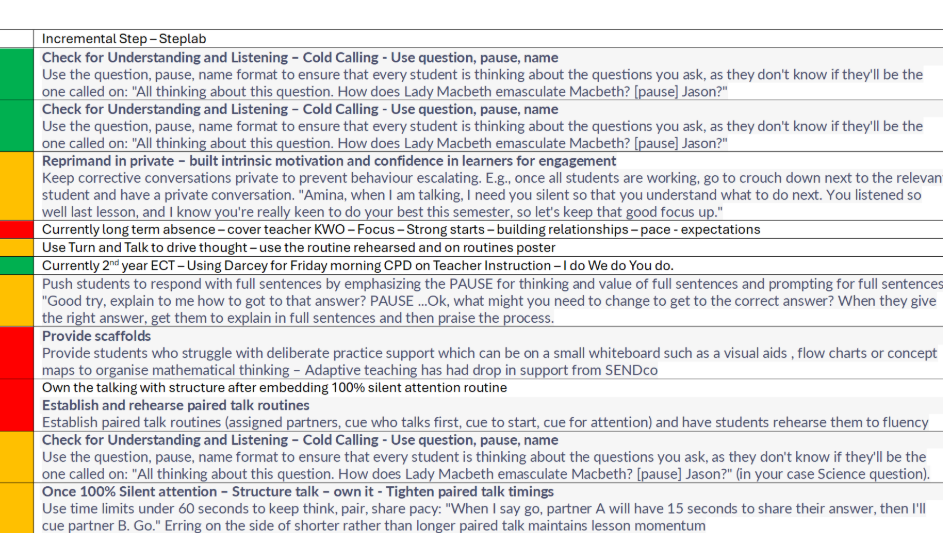 Incremental Step – Steplab
Check for Understanding and Listening – Cold Calling - Use question, pause, name
Use the question, pause, name format to ensure that every student is thinking about the questions you ask, as they don't know if they'll be the
one called on: "All thinking about this question. How does Lady Macbeth emasculate Macbeth? [pause] Jason?"
Check for Understanding and Listening – Cold Calling - Use question, pause, name
Use the question, pause, name format to ensure that every student is thinking about the questions you ask, as they don't know if they'll be the
one called on: "All thinking about this question. How does Lady Macbeth emasculate Macbeth? [pause] Jason?"
Reprimand in private – built intrinsic motivation and confidence in learners for engagement
Keep corrective conversations private to prevent behaviour escalating. E.g., once all students are working, go to crouch down next to the relevan
student and have a private conversation. "Amina, when I am talking, I need you silent so that you understand what to do next. You listened so
well last lesson, and I know you're really keen to do your best this semester, so let's keep that good focus up."
Currently long term absence – cover teacher KWO – Focus – Strong starts – building relationships – pace - expectations
Use Turn and Talk to drive thought – use the routine rehearsed and on routines poster
Currently 2nd year ECT – Using Darcey for Friday morning CPD on Teacher Instruction – I do We do You do.
Push students to respond with full sentences by emphasizing the PAUSE for thinking and value of full sentences and prompting for full sentences
"Good try, explain to me how to got to that answer? PAUSE ...Ok, what might you need to change to get to the correct answer? When they give
the right answer, get them to explain in full sentences and then praise the process.
Provide scaffolds
Provide students who struggle with deliberate practice support which can be on a small whiteboard such as a visual aids , flow charts or concept
maps to organise mathematical thinking – Adaptive teaching has had drop in support from SENDco
Own the talking with structure after embedding 100% silent attention routine
Establish and rehearse paired talk routines
Establish paired talk routines (assigned partners, cue who talks first, cue to start, cue for attention) and have students rehearse them to fluency
Check for Understanding and Listening – Cold Calling - Use question, pause, name
Use the question, pause, name format to ensure that every student is thinking about the questions you ask, as they don't know if they'll be the
one called on: "All thinking about this question. How does Lady Macbeth emasculate Macbeth? [pause] Jason?" (in your case Science question).
Once 100% Silent attention – Structure talk – own it - Tighten paired talk timings
Use time limits under 60 seconds to keep think, pair, share pacy: "When I say go, partner A will have 15 seconds to share their answer, then I'll
cue partner B. Go." Erring on the side of shorter rather than longer paired talk maintains lesson momentum